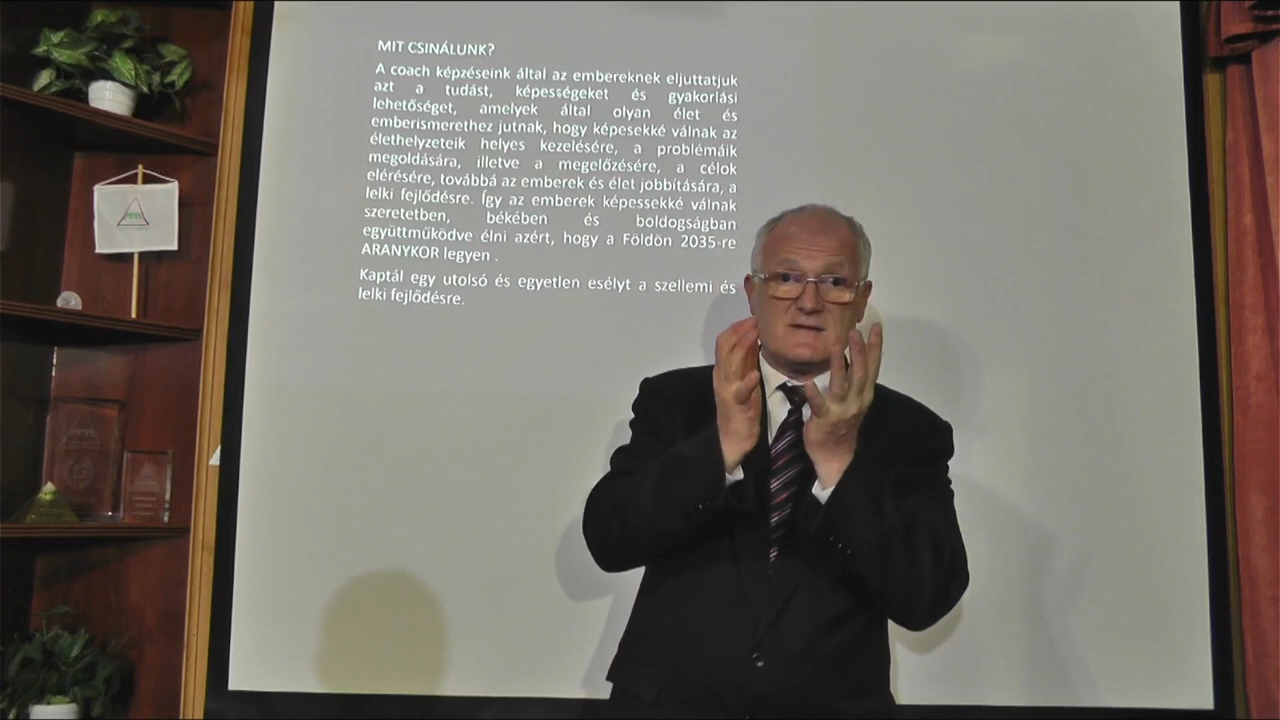 MIT CSINÁLUNK?
A coach képzéseink által az embereknek eljuttatjuk
azt a tudást, képességeket és gyakorlási
lehetőséget, amelyek által olyan élet és
emberismerethez jutnak, hogy képesekké válnak az
élethelyzeteik helyes kezelésére, a problémáik
megoldására, illetve a megelőzésére, a célok
elérésére, továbbá az emberek és élet jobbítására, a
lelki fejlődésre. Így az emberek képessekké válnak
szeretetben, békében és boldogságban
együttműködve élni azért, hogy a Földön 2035-re
ARANYKOR legyen .
Kaptál egy utolsó és egyetlen esélyt a szellemi és
lelki fejlődésre.